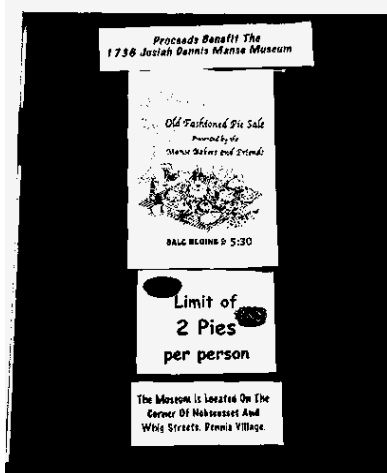 Proceeds Benefit The
1736 Josiah Dennis Manse Museum
Old Fashioned Pie Sale
Presented by the
Manse Bakers and Friends
SALE BEGINS @ 5:30
Limit of
2 Pies
per person
The Museum Is Located On The
Corner Of Nobscusset And
Whig Streets. Dennis Village.